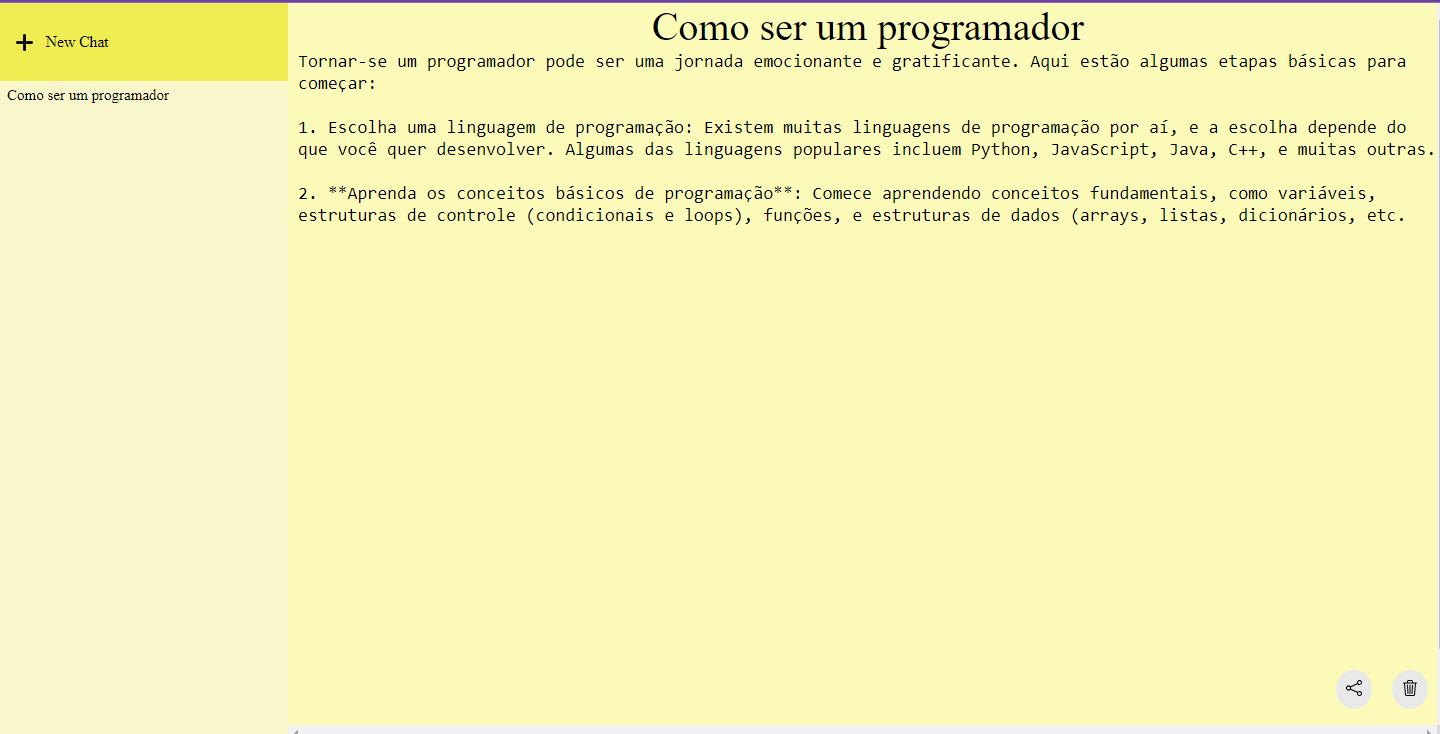 New Chat
Como ser um programador
Como ser um programador
Tornar-se um programador pode ser uma jornada emocionante e gratificante. Aqui estão algumas etapas básicas para
começar:
1. Escolha uma linguagem de programação: Existem muitas linguagens de programação por aí, e a escolha depende do
que você quer desenvolver. Algumas das linguagens populares incluem Python, JavaScript, Java, C++, e muitas outras.
2. **Aprenda os conceitos básicos de programação**: Comece aprendendo conceitos fundamentais, como variáveis,
estruturas de controle (condicionais e loops), funções, e estruturas de dados (arrays, listas, dicionários, etc.